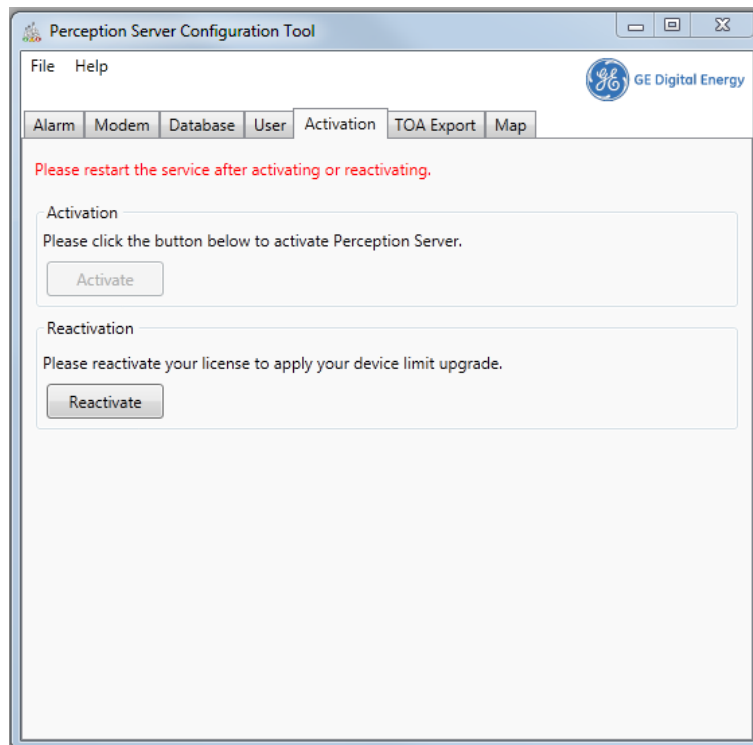 Perception Server Configuration Tool
File Help
GE Digital Energy
Alarm Modem Database User Activation TOA Export Map
Please restart the service after activating or reactivating.
Activation
Please click the button below to activate Perception Server.
Activate
Reactivation
Please reactivate your license to apply your device limit upgrade.
Reactivate